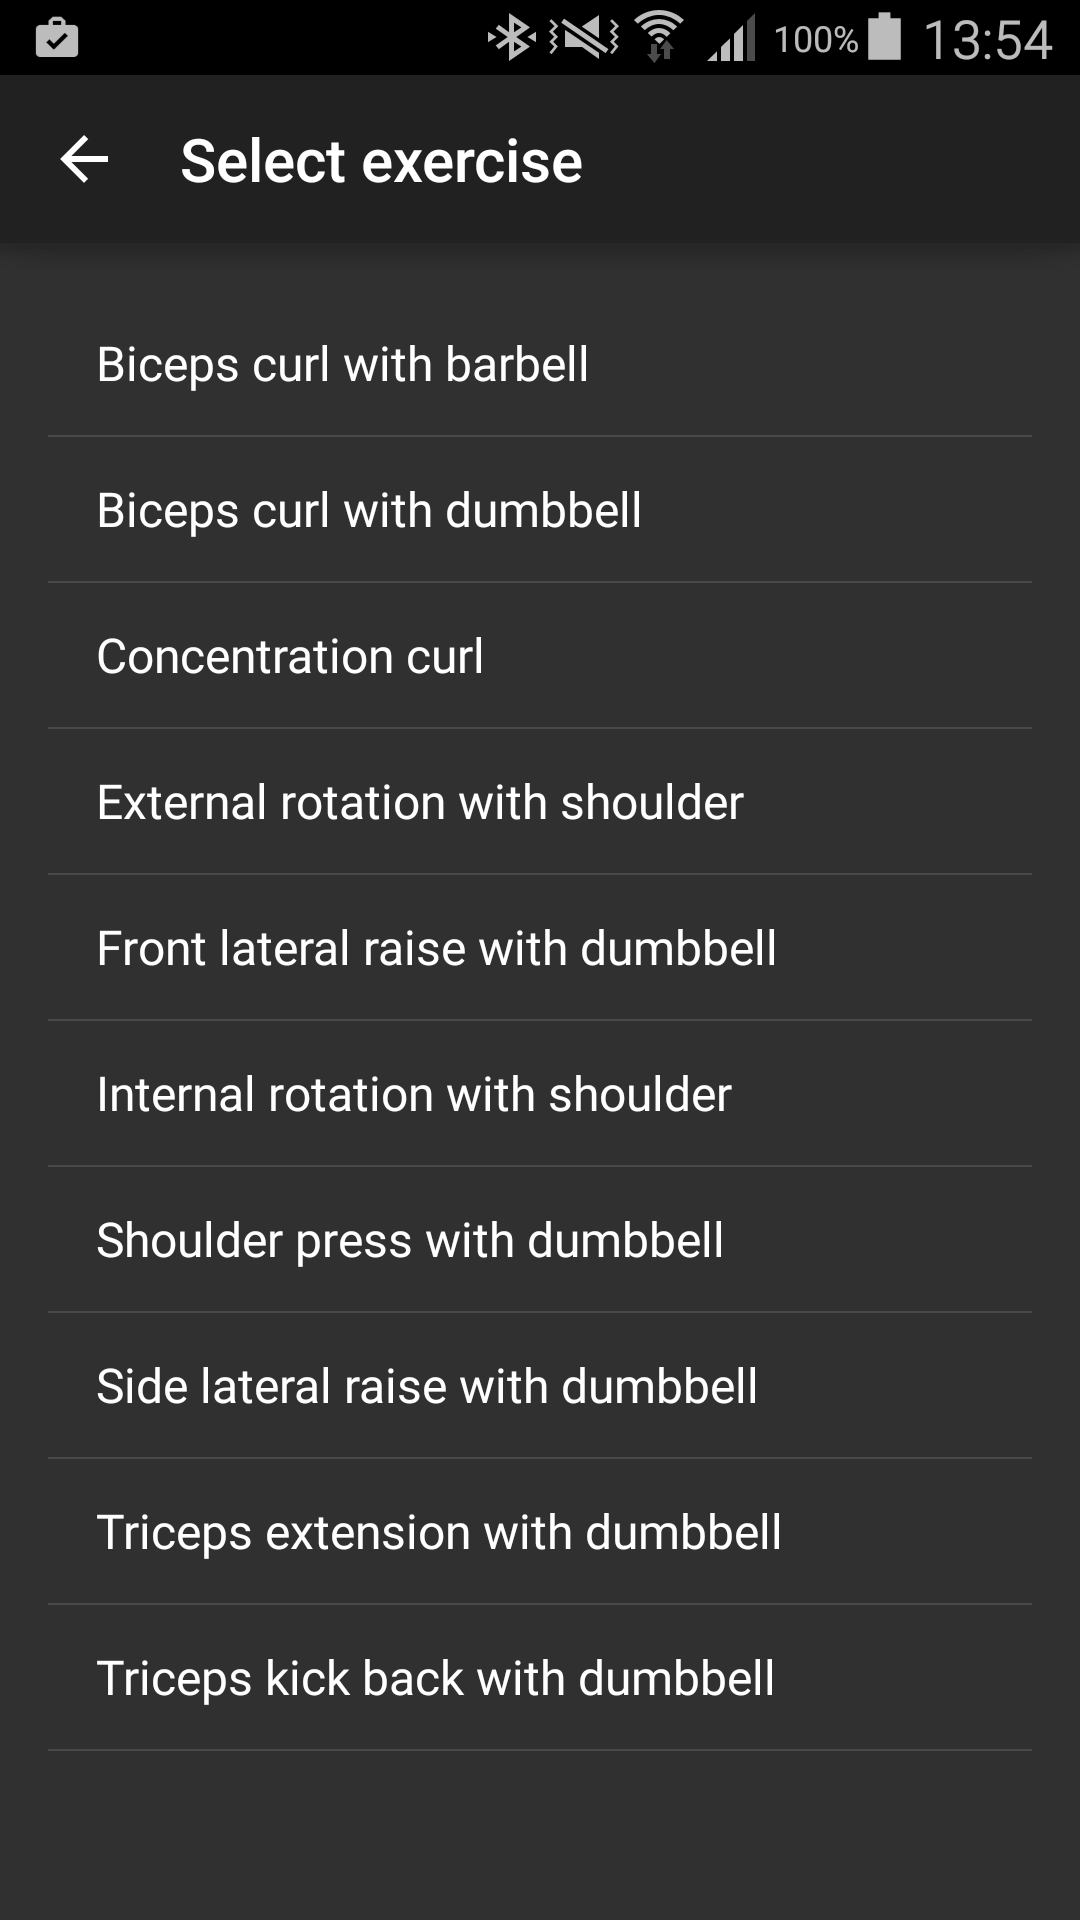 100% 13:54
Select exercise
Biceps curl with barbell
Biceps curl with dumbbell
Concentration curl
External rotation with shoulder
Front lateral raise with dumbbell
Internal rotation with shoulder
Shoulder press with dumbbell
Side lateral raise with dumbbell
Triceps extension with dumbbell
Triceps kick back with dumbbell